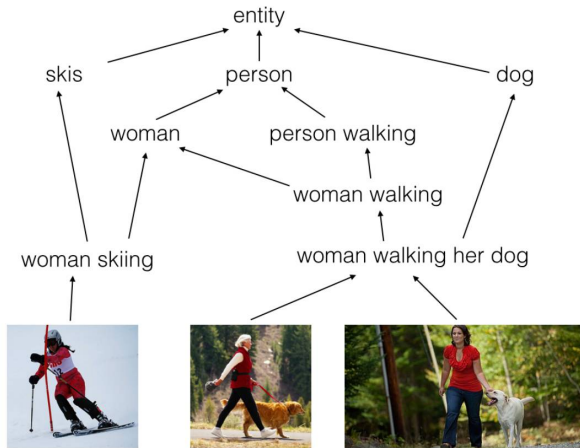 entity
skis
person
dog
woman
person walking
woman walking
woman skiing
woman walking her dog